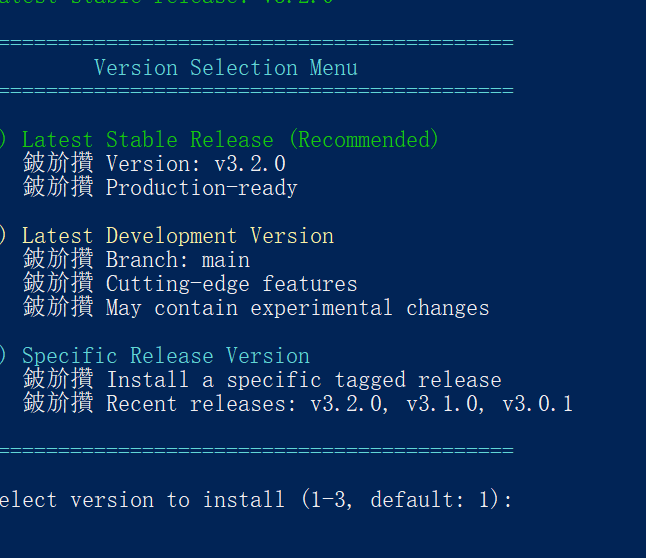 atest stable release: v3.2.0
===========================================
Version Selection Menu
===========================================
) Latest Stable Release (Recommended)
鈹斺攢 Version: v3.2.0
鈹斺攢 Production-ready
) Latest Development Version
鈹斺攢 Branch: main
鈹斺攢 Cutting-edge features
鈹斺攢 May contain experimental changes
) Specific Release Version
鈹斺攢 Install a specific tagged release
鈹斺攢 Recent releases: v3.2.0, v3.1.0, v3.0.1
===========================================
elect version to install (1-3, default: 1):